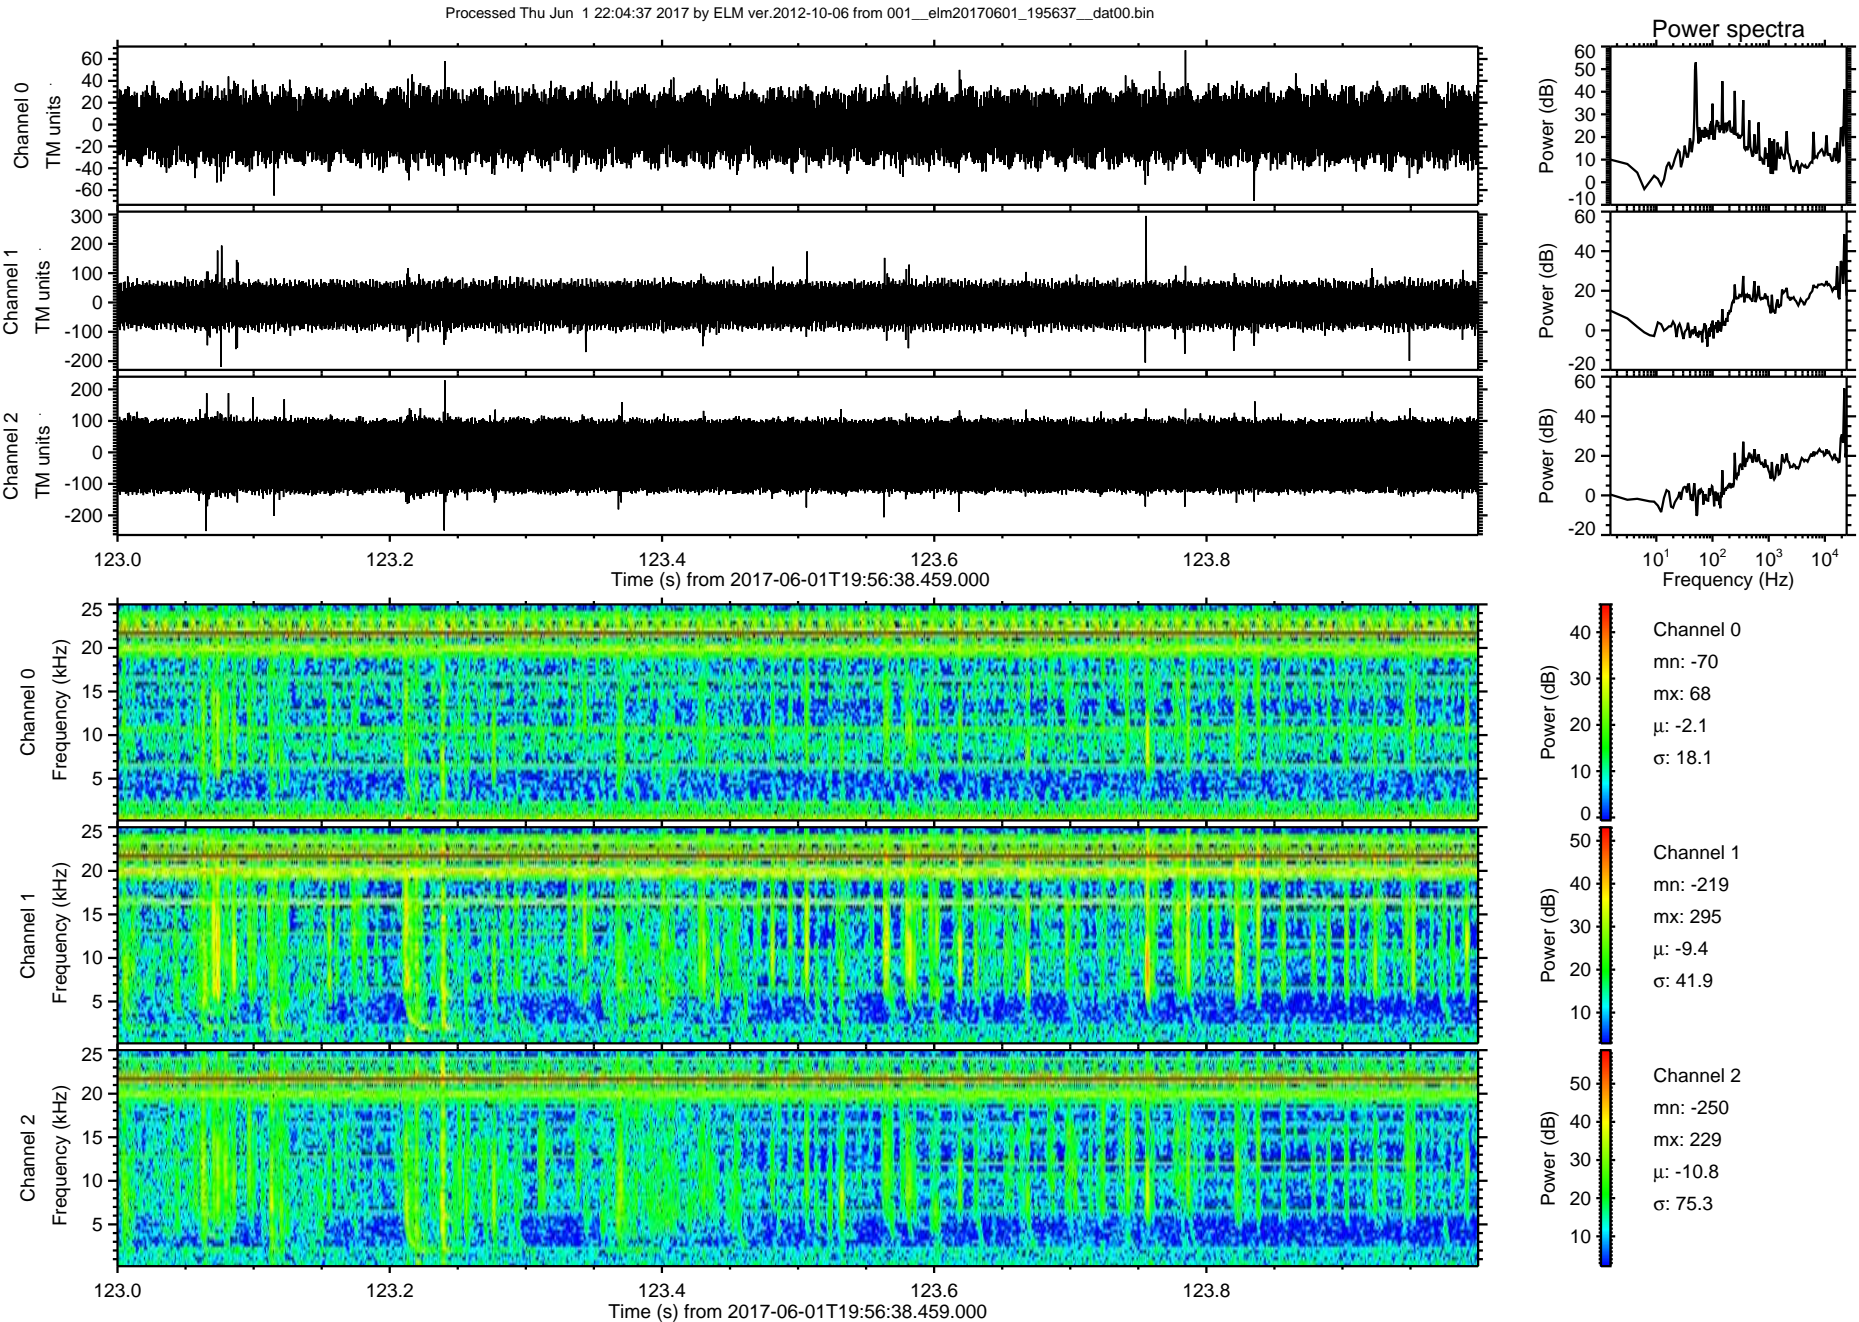 Processed Thu Jun  1 22:04:37 2017 by ELM ver.2012-10-06 from 001__elm20170601_195637__dat00.bin
Power spectra
Channel 0
TM units
60
40
20
0
-20
-40
-60
Power (dB)
60
50
40
30
20
10
0
-10
Channel 1
TM units
300
200
100
0
-100
-200
Power (dB)
60
40
20
0
-20
Channel 2
TM units
200
100
0
-100
-200
Power (dB)
60
40
20
0
-20
123.0 123.2 123.4 123.6 123.8
Time (s) from 2017-06-01T19:56:38.459.000
10^1 10^2 10^3 10^4
Frequency (Hz)
Channel 0
Frequency (kHz)
25
20
15
10
5
Power (dB)
40
30
20
10
0
Channel 0
mn: -70
mx: 68
μ: -2.1
σ: 18.1
Channel 1
Frequency (kHz)
25
20
15
10
5
Power (dB)
50
40
30
20
10
Channel 1
mn: -219
mx: 295
μ: -9.4
σ: 41.9
Channel 2
Frequency (kHz)
25
20
15
10
5
Power (dB)
50
40
30
20
10
Channel 2
mn: -250
mx: 229
μ: -10.8
σ: 75.3
123.0 123.2 123.4 123.6 123.8
Time (s) from 2017-06-01T19:56:38.459.000